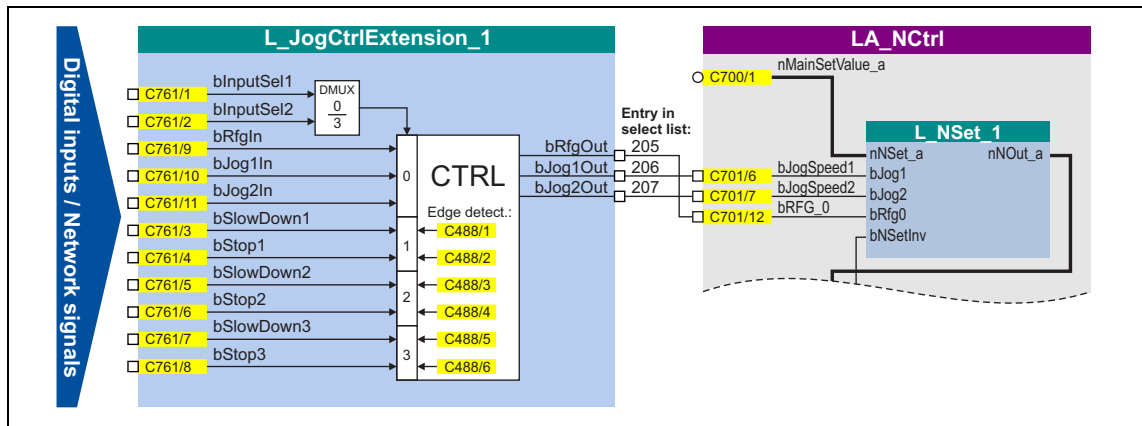 L_JogCtrlExtension_1
LA_NCtrl
Digital inputs / Network signals
C761/1 bInputSel1
C761/2 bInputSel2
DMUX
0
3
C761/9 bRfgIn
C761/10 bJog1In
C761/11 bJog2In
C761/3 bSlowDown1
C761/4 bStop1
C761/5 bSlowDown2
C761/6 bStop2
C761/7 bSlowDown3
C761/8 bStop3
0
1
2
3
CTRL
Edge detect.:
C488/1
C488/2
C488/3
C488/4
C488/5
C488/6
Entry in
select list:
bRfgOut 205
bJog1Out 206
bJog2Out 207
C700/1 nMainSetValue_a
C701/6 bJogSpeed1
C701/7 bJogSpeed2
C701/12 bRFG_0
L_NSet_1
nNSet_a nNOut_a
bJog1
bJog2
bRfg0
bNSetInv